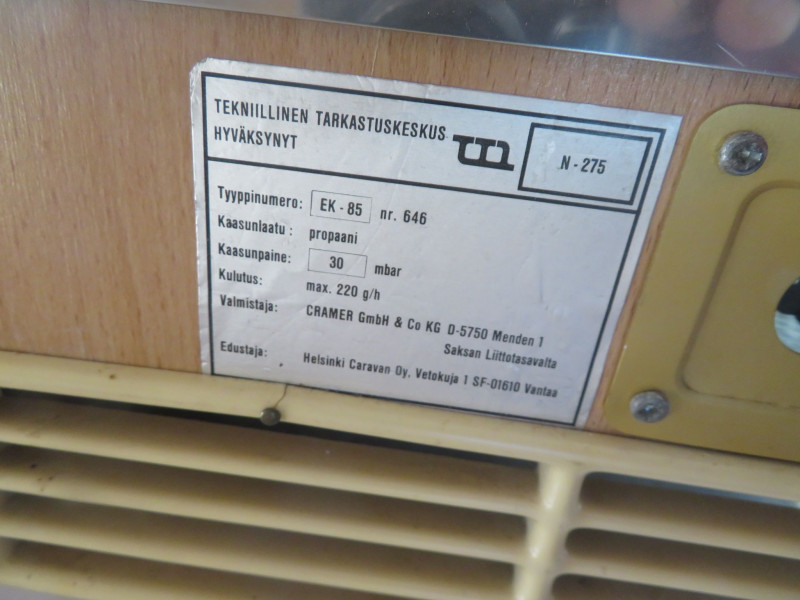 TEKNIILLINEN TARKASTUSKESKUS
HYVÄKSYNYT
N - 275
Tyyppinumero: EK - 85 nr. 646
Kaasunlaatu: propaani
Kaasunpaine: 30 mbar
Kulutus: max. 220 g/h
Valmistaja: CRAMER GmbH & Co KG D-5750 Menden 1
Saksan Liittotasavalta
Edustaja: Helsinki Caravan Oy, Vetokuja 1 SF-01610 Vantaa